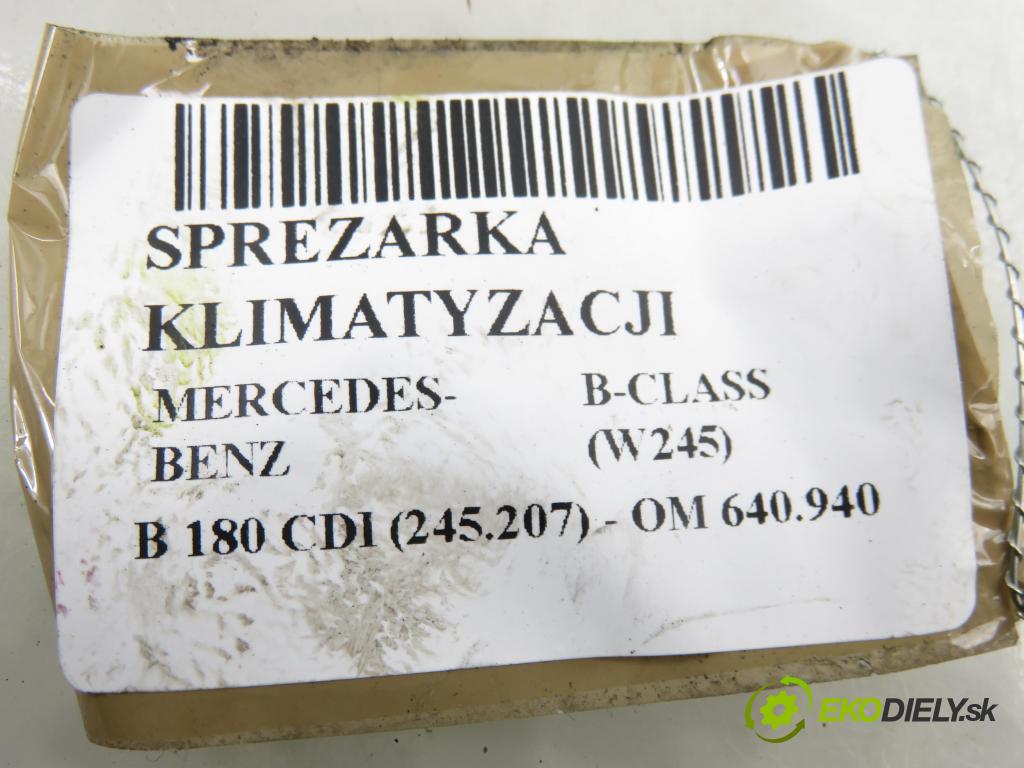 SPREZARKA
KLIMATYZACJI
MERCEDES-
BENZ
B-CLASS
(W245)
B 180 CDI (245.207) - OM 640.940
EKODIELY.sk